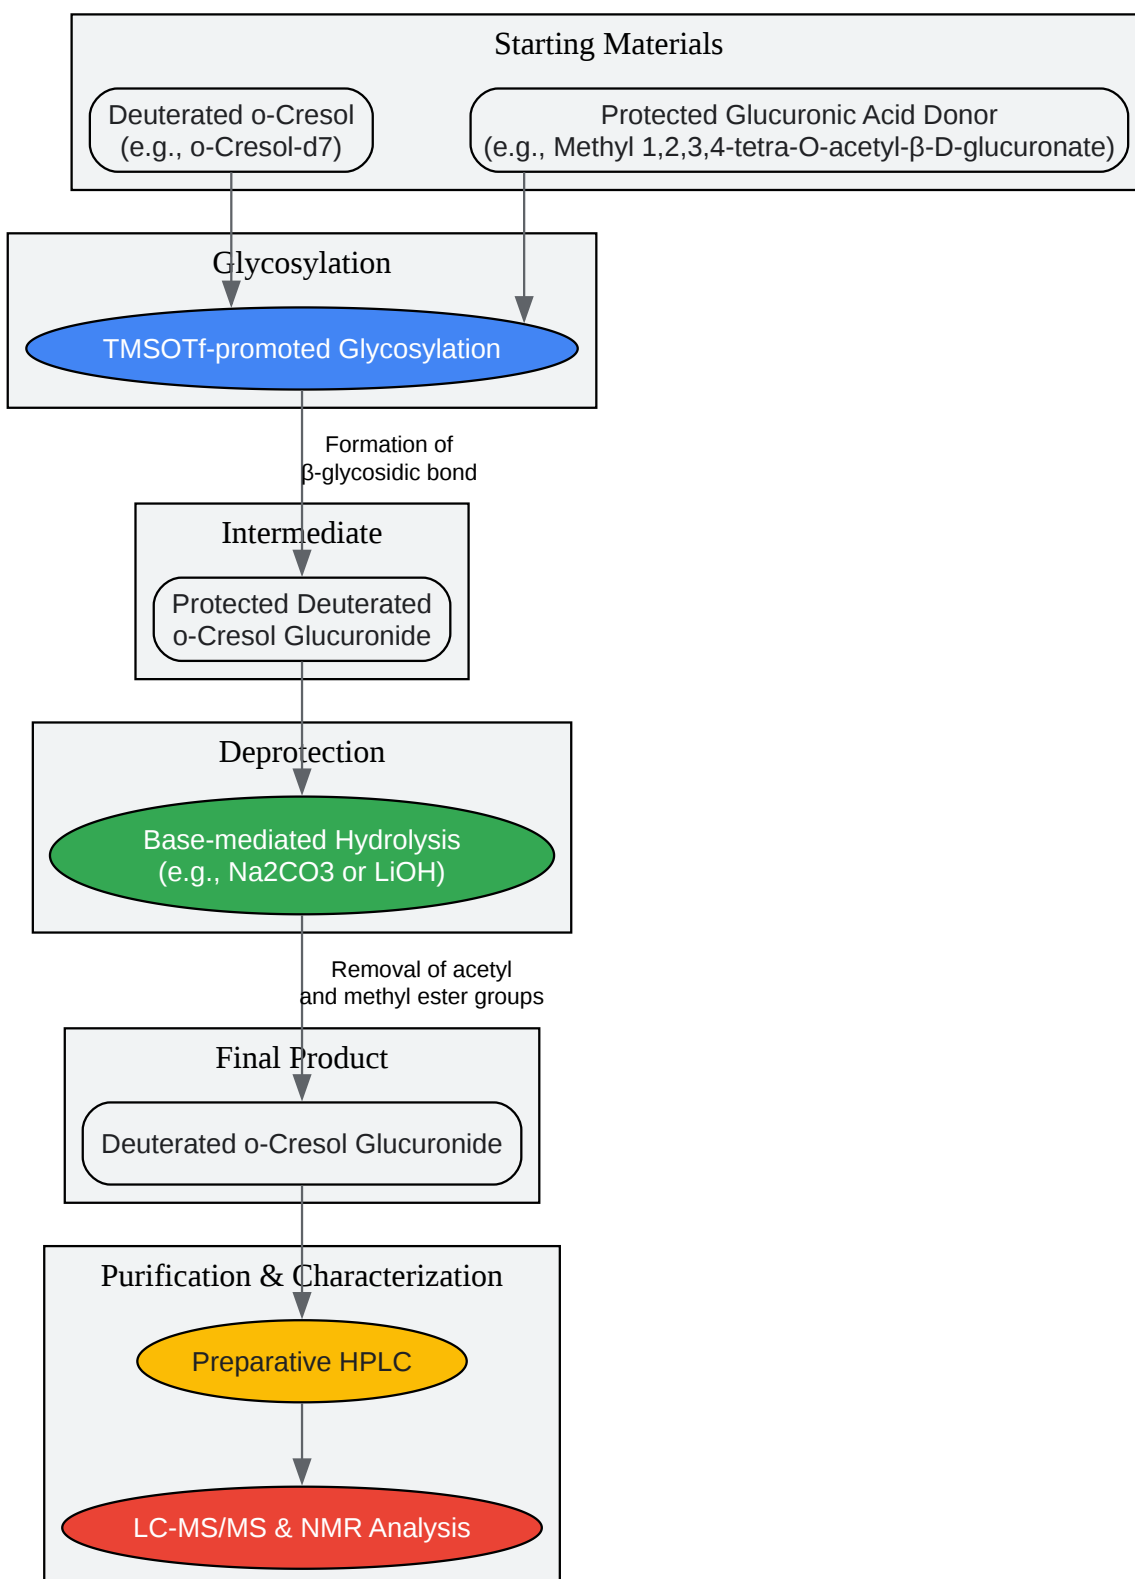 Starting Materials
Deuterated o-Cresol
(e.g., o-Cresol-d7)
Protected Glucuronic Acid Donor
(e.g., Methyl 1,2,3,4-tetra-O-acetyl-β-D-glucuronate)
Glycosylation
TMSOTf-promoted Glycosylation
Formation of
β-glycosidic bond
Intermediate
Protected Deuterated
o-Cresol Glucuronide
Deprotection
Base-mediated Hydrolysis
(e.g., Na2CO3 or LiOH)
Removal of acetyl
and methyl ester groups
Final Product
Deuterated o-Cresol Glucuronide
Purification & Characterization
Preparative HPLC
LC-MS/MS & NMR Analysis